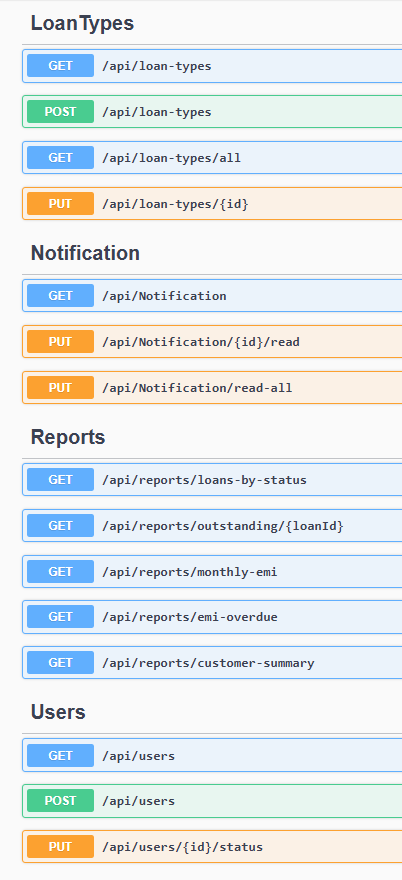 LoanTypes
GET /api/loan-types
POST /api/loan-types
GET /api/loan-types/all
PUT /api/loan-types/{id}
Notification
GET /api/Notification
PUT /api/Notification/{id}/read
PUT /api/Notification/read-all
Reports
GET /api/reports/loans-by-status
GET /api/reports/outstanding/{loanId}
GET /api/reports/monthly-emi
GET /api/reports/emi-overdue
GET /api/reports/customer-summary
Users
GET /api/users
POST /api/users
PUT /api/users/{id}/status